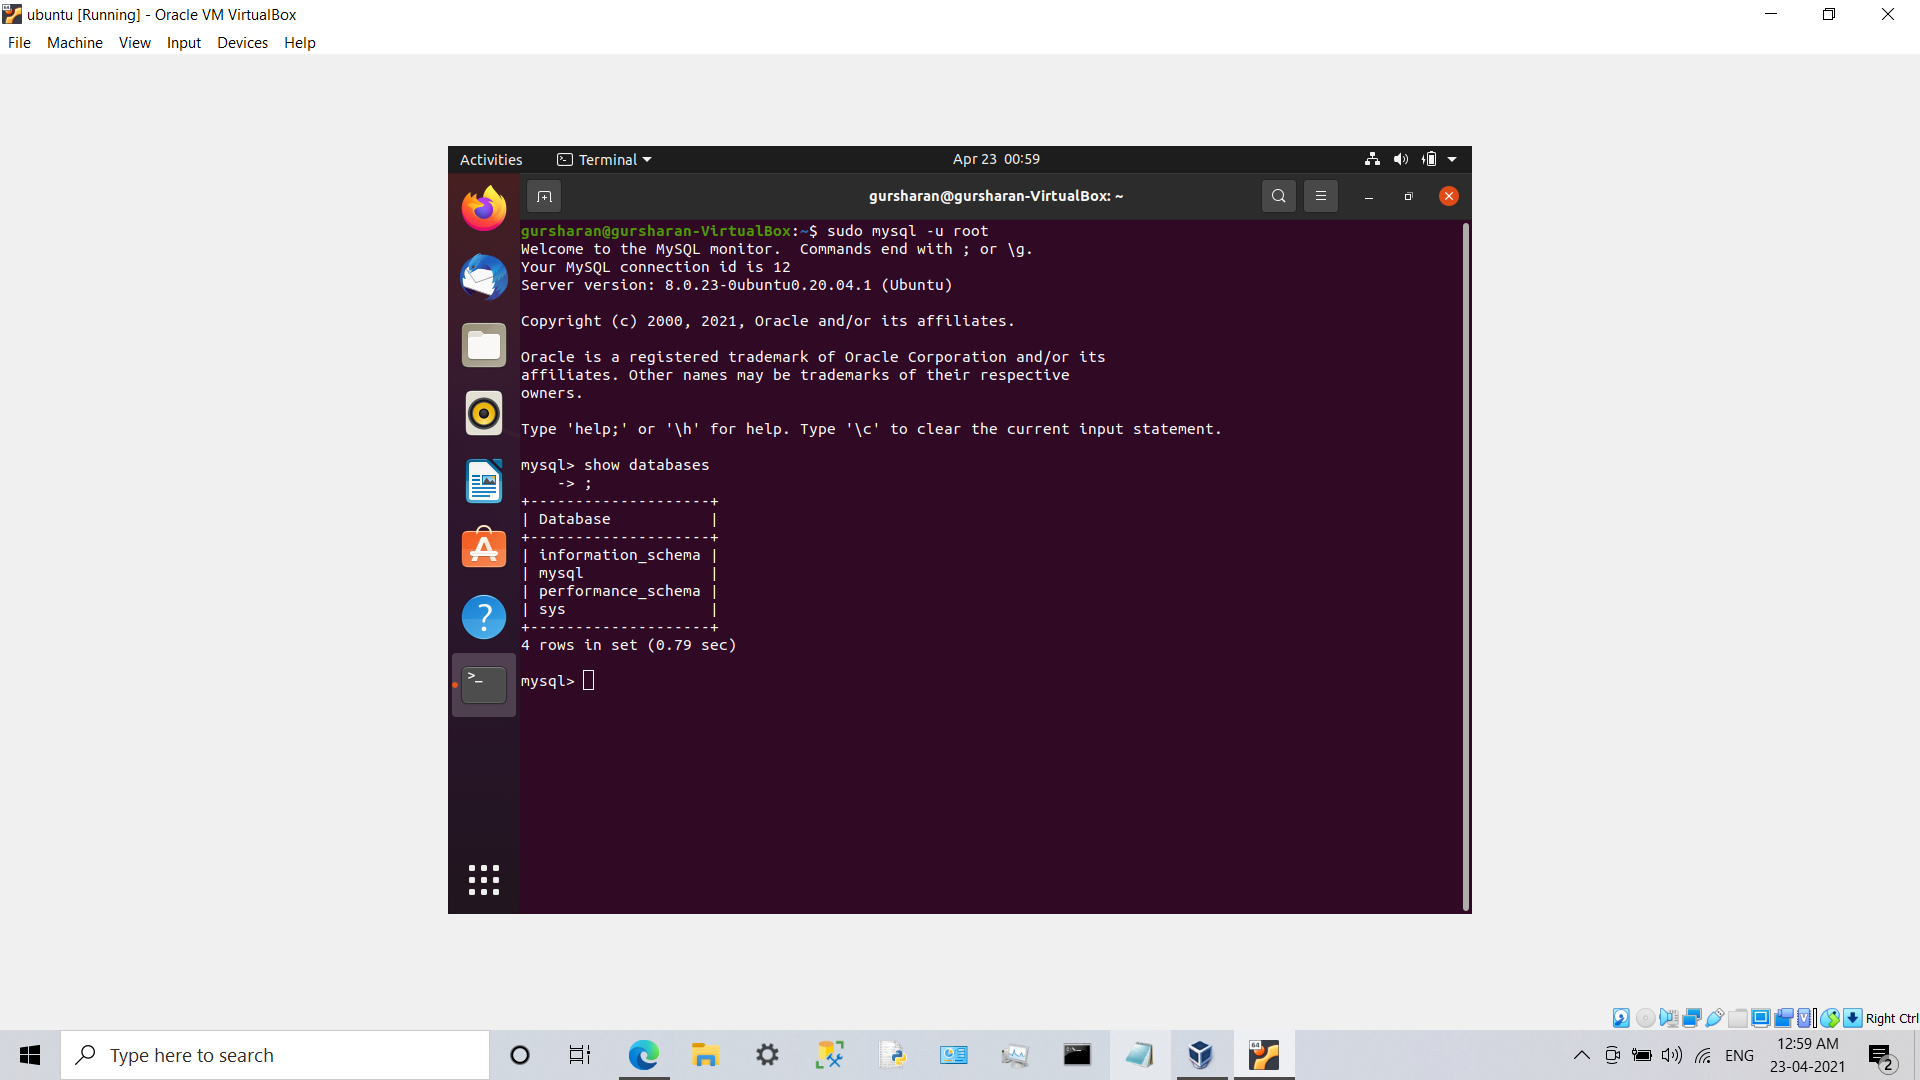 ubuntu [Running] - Oracle VM VirtualBox
File Machine View Input Devices Help
Activities Terminal Apr 23 00:59
gursharan@gursharan-VirtualBox: ~
gursharan@gursharan-VirtualBox:~$ sudo mysql -u root
Welcome to the MySQL monitor.  Commands end with ; or \g.
Your MySQL connection id is 12
Server version: 8.0.23-0ubuntu0.20.04.1 (Ubuntu)
Copyright (c) 2000, 2021, Oracle and/or its affiliates.
Oracle is a registered trademark of Oracle Corporation and/or its
affiliates. Other names may be trademarks of their respective
owners.
Type 'help;' or '\h' for help. Type '\c' to clear the current input statement.
mysql> show databases
    -> ;
+--------------------+
| Database           |
+--------------------+
| information_schema |
| mysql              |
| performance_schema |
| sys                |
+--------------------+
4 rows in set (0.79 sec)
mysql>
Right Ctrl
Type here to search
ENG
12:59 AM
23-04-2021
2